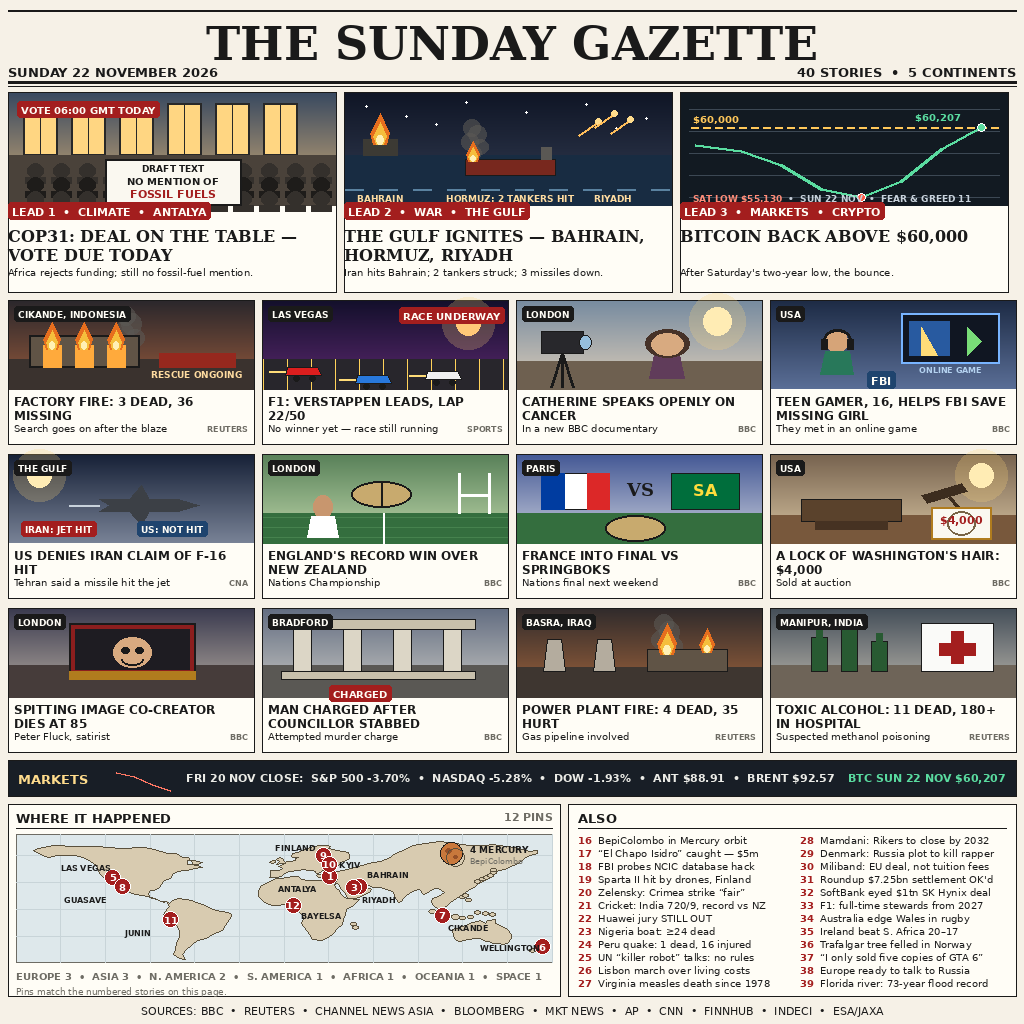 THE SUNDAY GAZETTE
SUNDAY 22 NOVEMBER 2026
40 STORIES • 5 CONTINENTS
VOTE 06:00 GMT TODAY
DRAFT TEXT
NO MENTION OF
FOSSIL FUELS
LEAD 1 • CLIMATE • ANTALYA
COP31: DEAL ON THE TABLE —
VOTE DUE TODAY
Africa rejects funding; still no fossil-fuel mention.
BAHRAIN
HORMUZ: 2 TANKERS HIT
RIYADH
LEAD 2 • WAR • THE GULF
THE GULF IGNITES — BAHRAIN,
HORMUZ, RIYADH
Iran hits Bahrain; 2 tankers struck; 3 missiles down.
$60,000
$60,207
SAT LOW $55,130 • SUN 22 NOV • FEAR & GREED 11
LEAD 3 • MARKETS • CRYPTO
BITCOIN BACK ABOVE $60,000
After Saturday's two-year low, the bounce.
CIKANDE, INDONESIA
RESCUE ONGOING
FACTORY FIRE: 3 DEAD, 36
MISSING
Search goes on after the blaze
REUTERS
LAS VEGAS
RACE UNDERWAY
F1: VERSTAPPEN LEADS, LAP
22/50
No winner yet — race still running
SPORTS
LONDON
CATHERINE SPEAKS OPENLY ON
CANCER
In a new BBC documentary
BBC
USA
FBI
ONLINE GAME
TEEN GAMER, 16, HELPS FBI SAVE
MISSING GIRL
They met in an online game
BBC
THE GULF
IRAN: JET HIT
US: NOT HIT
US DENIES IRAN CLAIM OF F-16
HIT
Tehran said a missile hit the jet
CNA
LONDON
ENGLAND'S RECORD WIN OVER
NEW ZEALAND
Nations Championship
BBC
PARIS
VS
SA
FRANCE INTO FINAL VS
SPRINGBOKS
Nations final next weekend
BBC
USA
$4,000
A LOCK OF WASHINGTON'S HAIR:
$4,000
Sold at auction
BBC
LONDON
SPITTING IMAGE CO-CREATOR
DIES AT 85
Peter Fluck, satirist
BBC
BRADFORD
CHARGED
MAN CHARGED AFTER
COUNCILLOR STABBED
Attempted murder charge
BBC
BASRA, IRAQ
POWER PLANT FIRE: 4 DEAD, 35
HURT
Gas pipeline involved
REUTERS
MANIPUR, INDIA
TOXIC ALCOHOL: 11 DEAD, 180+
IN HOSPITAL
Suspected methanol poisoning
REUTERS
MARKETS
FRI 20 NOV CLOSE: S&P 500 -3.70% • NASDAQ -5.28% • DOW -1.93% • ANT $88.91 • BRENT $92.57
BTC SUN 22 NOV $60,207
WHERE IT HAPPENED
12 PINS
FINLAND
9
4 MERCURY
BepiColombo
LAS VEGAS
5
10
KYIV
1
BAHRAIN
8
ANTALYA
3
GUASAVE
RIYADH
12
BAYELSA
11
7
JUNIN
CIKANDE
WELLINGTON
6
EUROPE 3 • ASIA 3 • N. AMERICA 2 • S. AMERICA 1 • AFRICA 1 • OCEANIA 1 • SPACE 1
Pins match the numbered stories on this page.
ALSO
16 BepiColombo in Mercury orbit
17 “El Chapo Isidro” caught — $5m
18 FBI probes NCIC database hack
19 Sparta II hit by drones, Finland
20 Zelensky: Crimea strike “fair”
21 Cricket: India 720/9, record vs NZ
22 Huawei jury STILL OUT
23 Nigeria boat: ≥24 dead
24 Peru quake: 1 dead, 16 injured
25 UN “killer robot” talks: no rules
26 Lisbon march over living costs
27 Virginia measles death since 1978
28 Mamdani: Rikers to close by 2032
29 Denmark: Russia plot to kill rapper
30 Miliband: EU deal, not tuition fees
31 Roundup $7.25bn settlement OK'd
32 SoftBank eyed $1tn SK Hynix deal
33 F1: full-time stewards from 2027
34 Australia edge Wales in rugby
35 Ireland beat S. Africa 20–17
36 Trafalgar tree felled in Norway
37 “I only sold five copies of GTA 6”
38 Europe ready to talk to Russia
39 Florida river: 73-year flood record
SOURCES: BBC • REUTERS • CHANNEL NEWS ASIA • BLOOMBERG • MKT NEWS • AP • CNN • FINNHUB • INDECI • ESA/JAXA